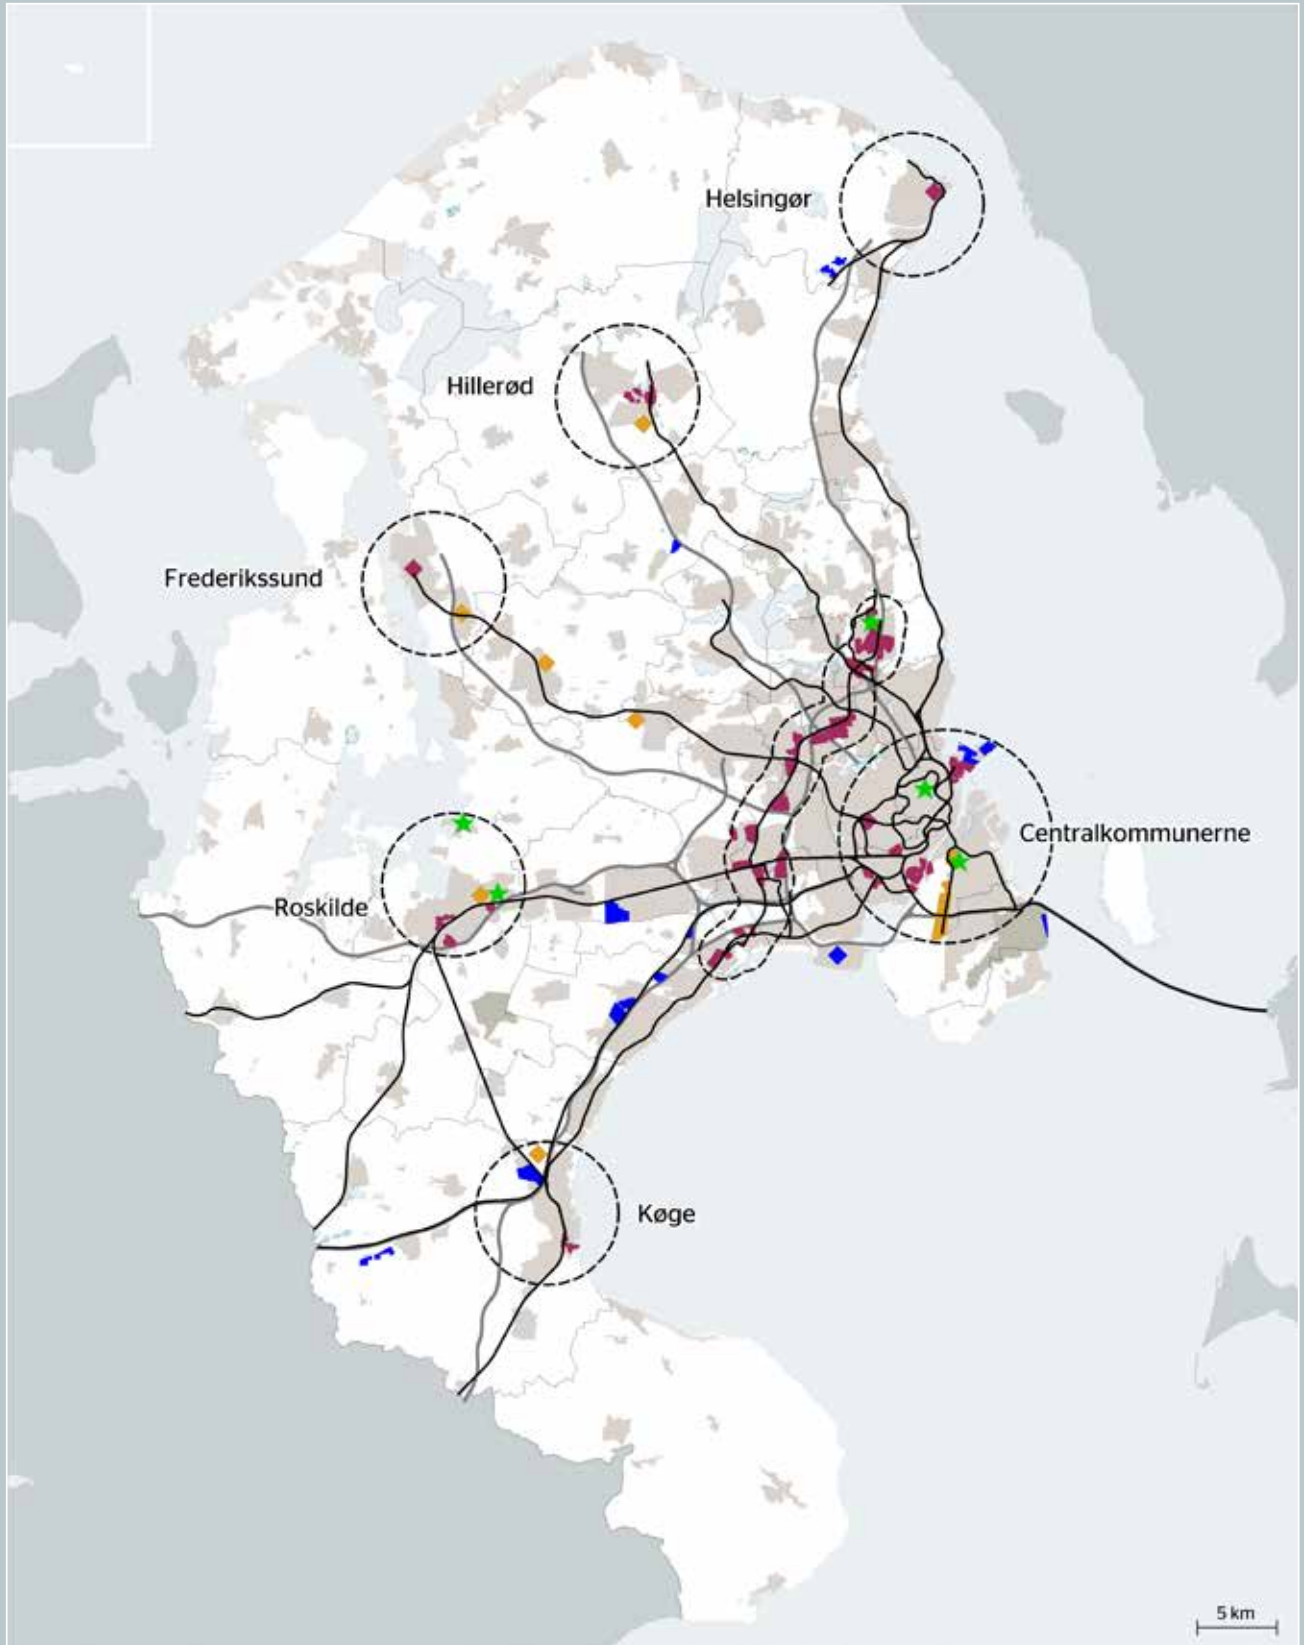 Helsingør
Hillerød
Frederikssund
Centralkommunerne
Roskilde
Køge
5 km